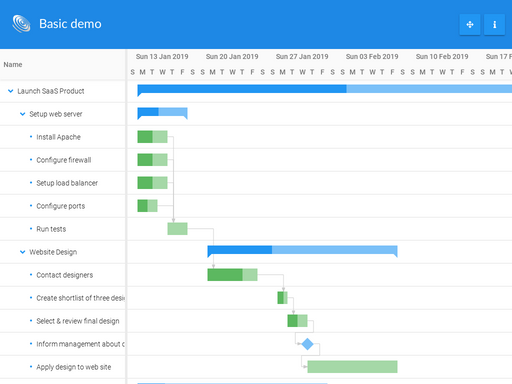 Basic demo
Name
Sun 13 Jan 2019 Sun 20 Jan 2019 Sun 27 Jan 2019 Sun 03 Feb 2019 Sun 10 Feb 2019 Sun 17 F
S M T W T F S S M T W T F S S M T W T F S S M T W T F S S M T W T F S S M T
Launch SaaS Product
Setup web server
Install Apache
Configure firewall
Setup load balancer
Configure ports
Run tests
Website Design
Contact designers
Create shortlist of three desi
Select & review final design
Inform management about
Apply design to web site